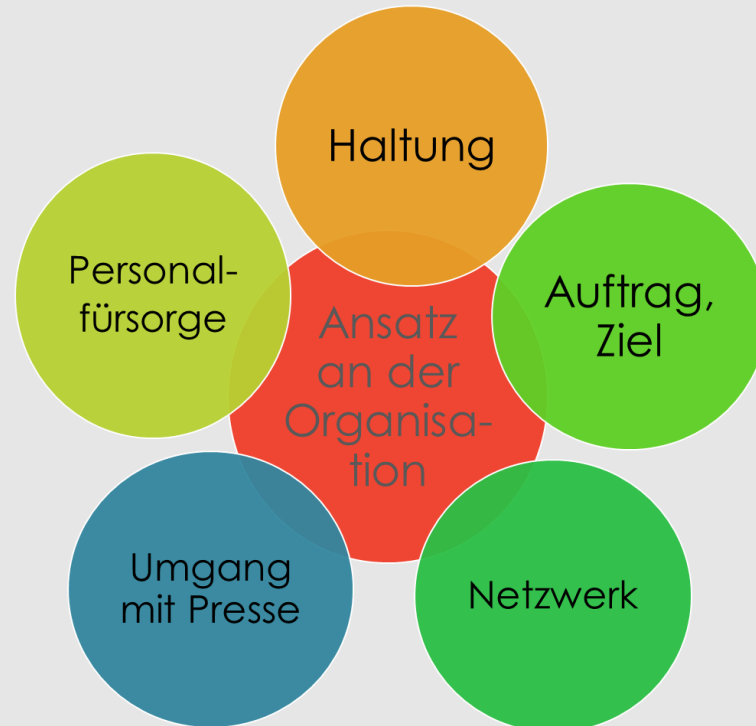 Haltung
Personal-
fürsorge
Auftrag,
Ziel
Ansatz
an der
Organisa-
tion
Umgang
mit Presse
Netzwerk